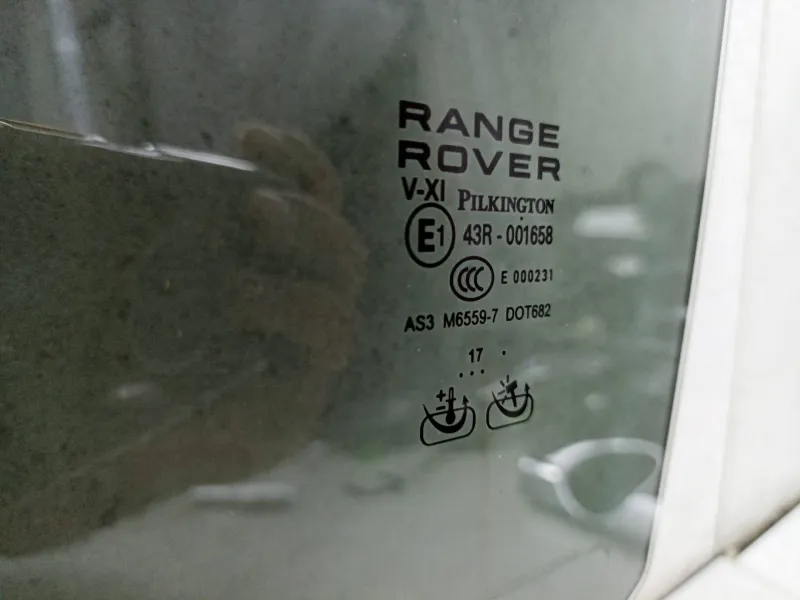 RANGE
ROVER
V-XI PILKINGTON
E1 43R - 001658
CCC E 000231
AS3 M6559-7 DOT682
17